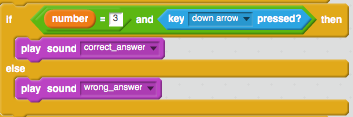 if number = 3 and key down arrow pressed? then
play sound correct_answer
else
play sound wrong_answer